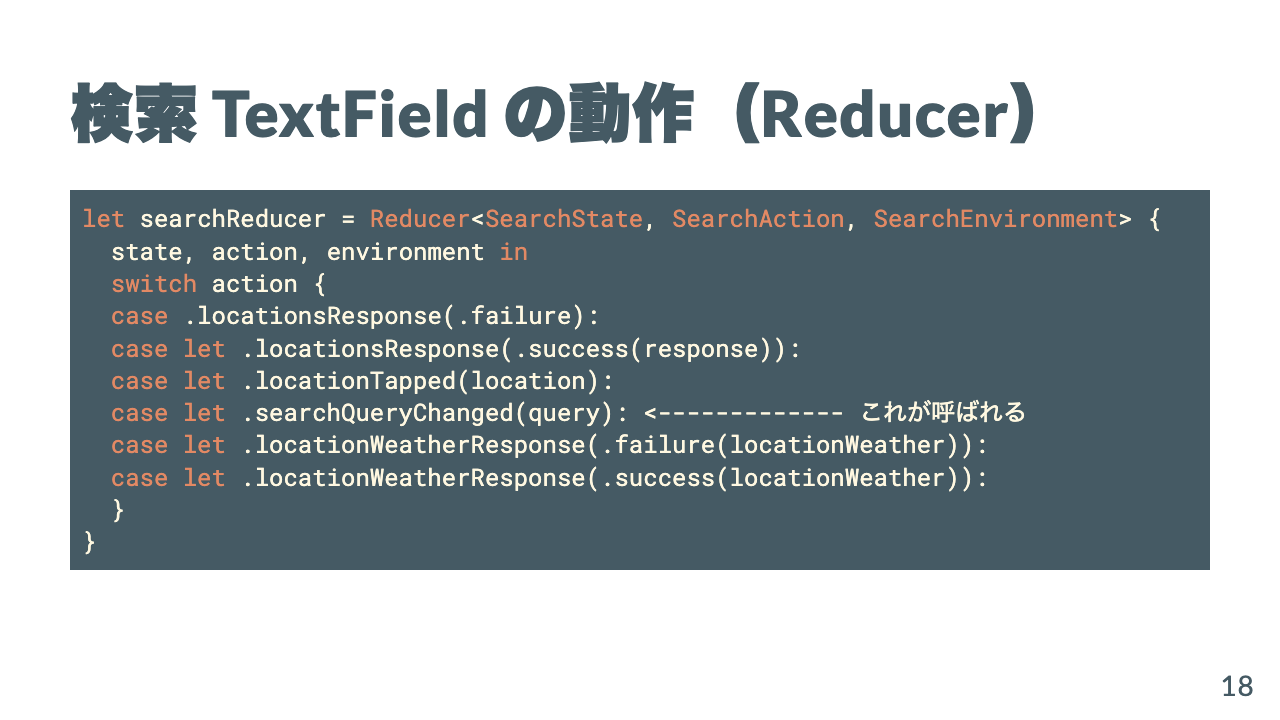 検索 TextField の動作（Reducer）
let searchReducer = Reducer<SearchState, SearchAction, SearchEnvironment> {
  state, action, environment in
  switch action {
  case .locationsResponse(.failure):
  case let .locationsResponse(.success(response)):
  case let .locationTapped(location):
  case let .searchQueryChanged(query): <------------- これが呼ばれる
  case let .locationWeatherResponse(.failure(locationWeather)):
  case let .locationWeatherResponse(.success(locationWeather)):
  }
}
18